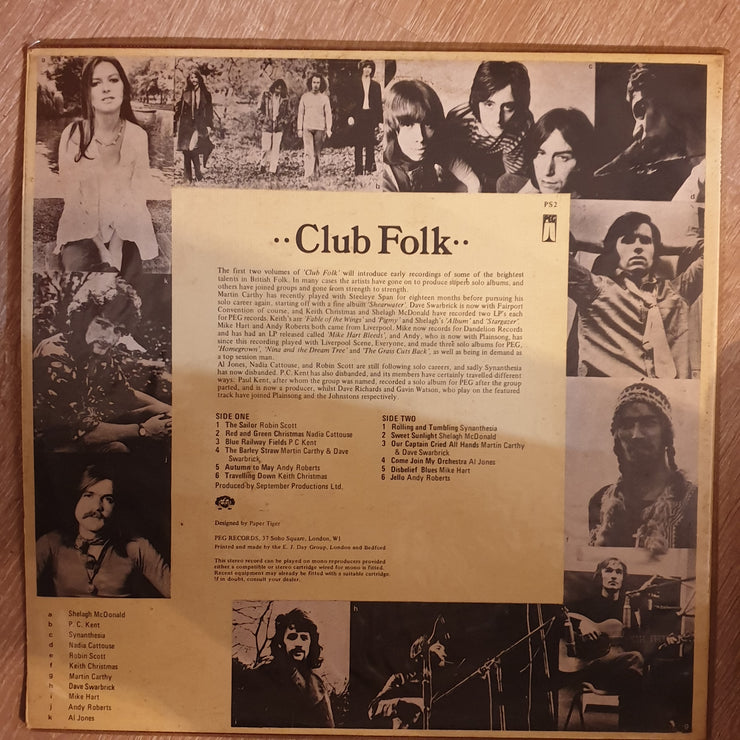 PS2
PEG
··Club Folk··
The first two volumes of 'Club Folk' will introduce early recordings of some of the brightest
talents in British Folk. In many cases the artists have gone on to produce superb solo albums, and
others have joined groups and gone from strength to strength.
Martin Carthy has recently played with Steeleye Span for eighteen months before pursuing his
solo career again, starting off with a fine album 'Shearwater'. Dave Swarbrick is now with Fairport
Convention of course, and Keith Christmas and Shelagh McDonald have recorded two LP's each
for PEG records. Keith's are 'Fable of the Wings' and 'Pigmy' and Shelagh's 'Album' and 'Stargazer'.
Mike Hart and Andy Roberts both came from Liverpool. Mike now records for Dandelion Records
and has had an LP released called 'Mike Hart Bleeds', and Andy, who is now with Plainsong, has
since this recording played with Liverpool Scene, Everyone, and made three solo albums for PEG,
'Homegrown', 'Nina and the Dream Tree' and 'The Grass Cuts Back', as well as being in demand as
a top session man.
Al Jones, Nadia Cattouse, and Robin Scott are still following solo careers, and sadly Synanthesia
has now disbanded. P.C. Kent has also disbanded, and its members have certainly travelled different
ways: Paul Kent, after whom the group was named, recorded a solo album for PEG after the group
parted, and is now a producer, whilst Dave Richards and Gavin Watson, who play on the featured
track have joined Plainsong and the Johnstons respectively.
SIDE ONE
1 The Sailor Robin Scott
2 Red and Green Christmas Nadia Cattouse
3 Blue Railway Fields P C Kent
4 The Barley Straw Martin Carthy & Dave
Swarbrick
5 Autumn to May Andy Roberts
6 Travelling Down Keith Christmas
Produced by September Productions Ltd.
SIDE TWO
1 Rolling and Tumbling Synanthesia
2 Sweet Sunlight Shelagh McDonald
3 Our Captain Cried All Hands Martin Carthy
& Dave Swarbrick
4 Come Join My Orchestra Al Jones
5 Disbelief Blues Mike Hart
6 Jello Andy Roberts
Designed by Paper Tiger
PEG RECORDS, 37 Soho Square, London, W1
Printed and made by the E. J. Day Group, London and Bedford
This stereo record can be played on mono reproducers provided
either a compatible or stereo cartridge wired for mono is fitted.
Recent equipment may already be fitted with a suitable cartridge.
If in doubt, consult your dealer.
a Shelagh McDonald
b P. C. Kent
c Synanthesia
d Nadia Cattouse
e Robin Scott
f Keith Christmas
g Martin Carthy
h Dave Swarbrick
i Mike Hart
j Andy Roberts
k Al Jones
b
c
d
h
g